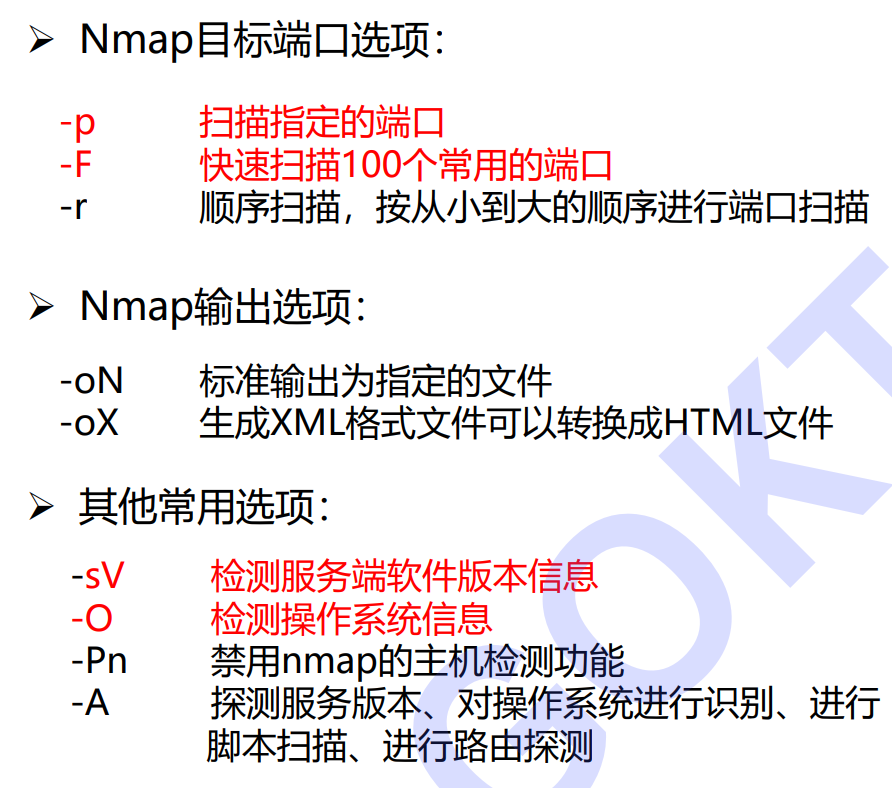 ➢ Nmap目标端口选项：
-p 扫描指定的端口
-F 快速扫描100个常用的端口
-r 顺序扫描，按从小到大的顺序进行端口扫描
➢ Nmap输出选项：
-oN 标准输出为指定的文件
-oX 生成XML格式文件可以转换成HTML文件
➢ 其他常用选项：
-sV 检测服务端软件版本信息
-O 检测操作系统信息
-Pn 禁用nmap的主机检测功能
-A 探测服务版本、对操作系统进行识别、进行
脚本扫描、进行路由探测
GOKT